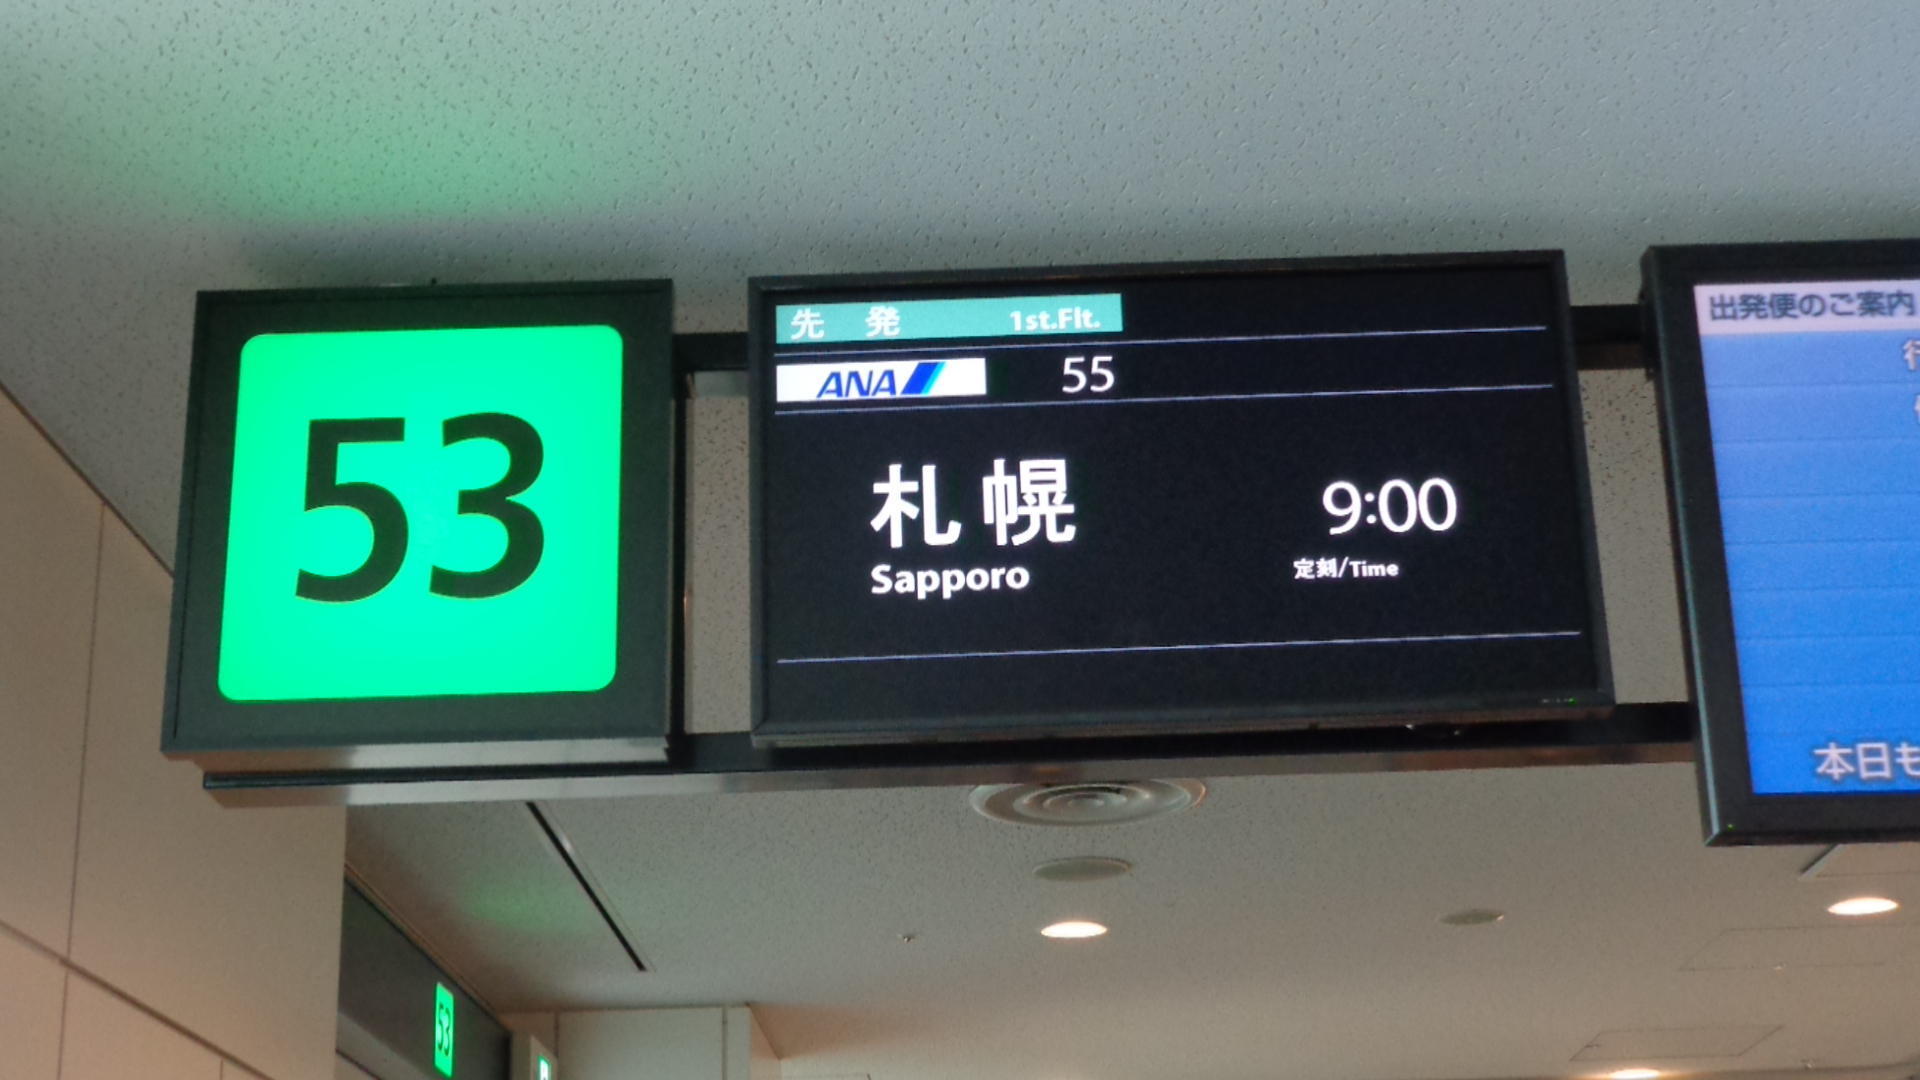 53
先 発 1st.Flt.
ANA 55
札幌 9:00
Sapporo 定刻/Time
出発便のご案内
本日も
53